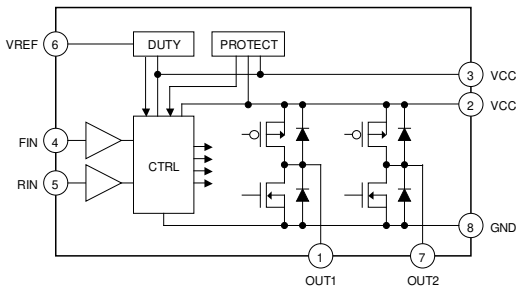 VREF 6 DUTY PROTECT
3 VCC
2 VCC
FIN 4
CTRL
RIN 5
8 GND
1 7
OUT1 OUT2